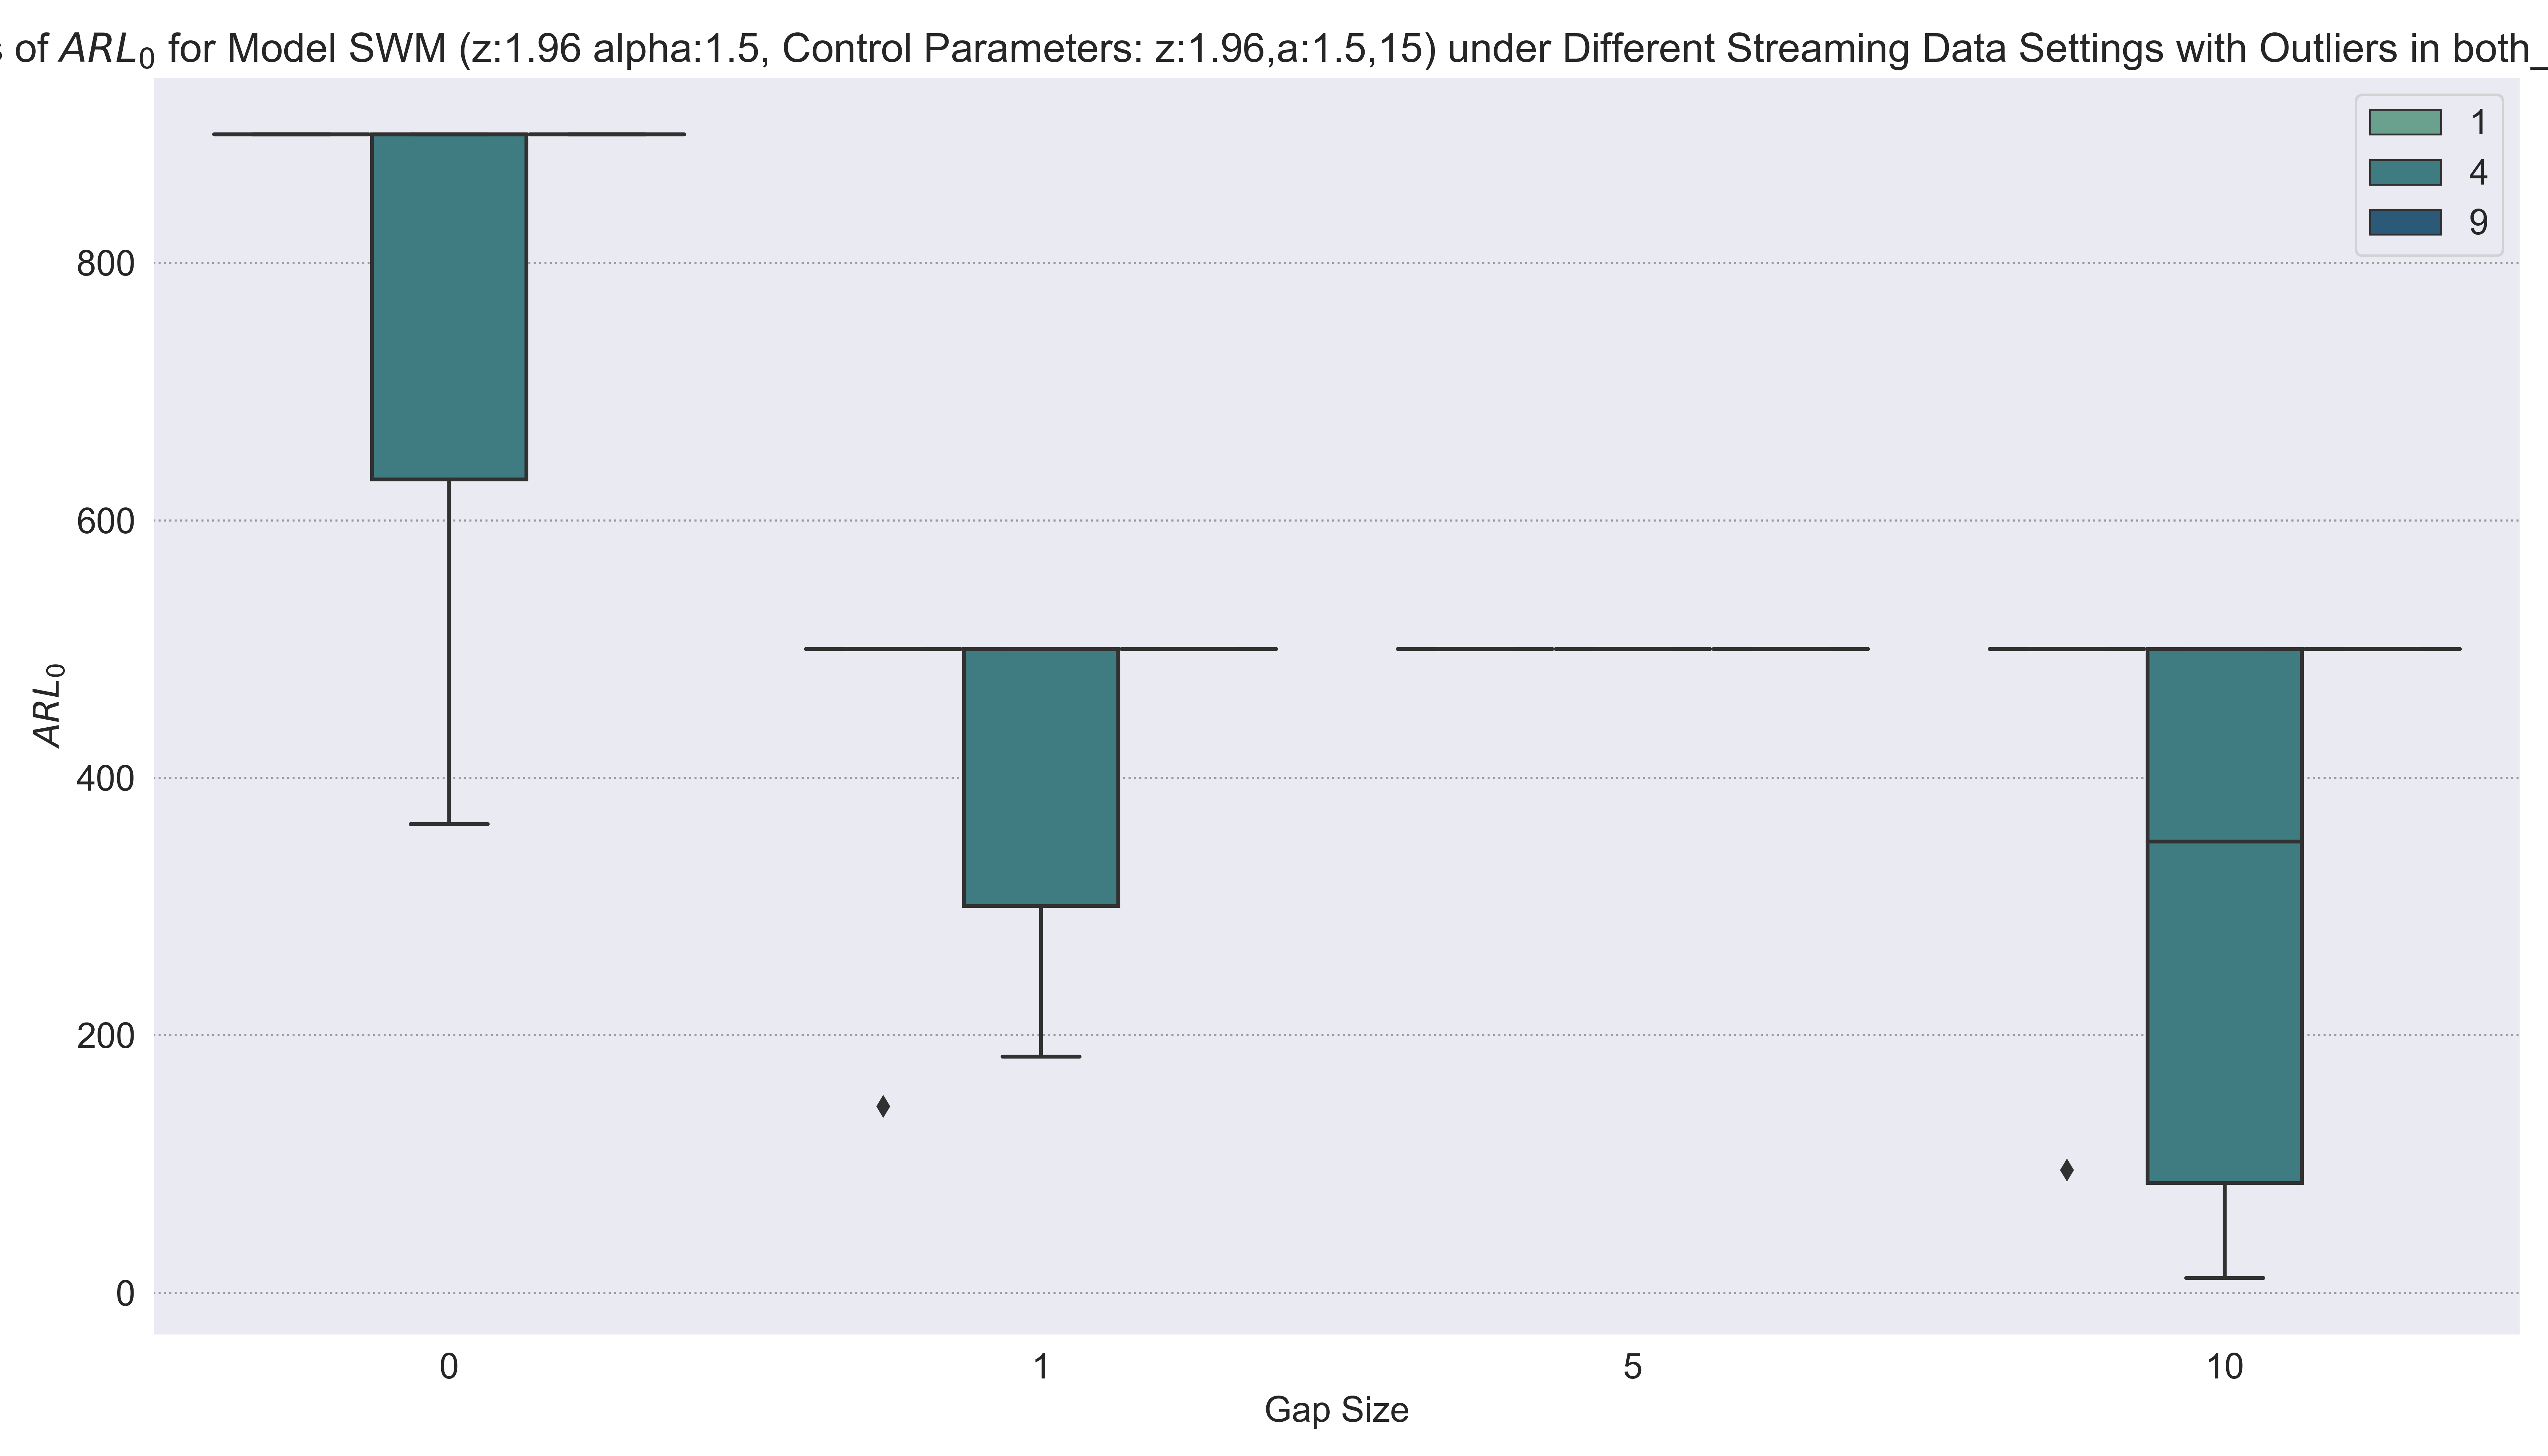 of ARL₀ for Model SWM (z:1.96 alpha:1.5, Control Parameters: z:1.96,a:1.5,15) under Different Streaming Data Settings with Outliers in both_
1
4
9
800
600
400
200
0
ARL₀
0 1 5 10
Gap Size